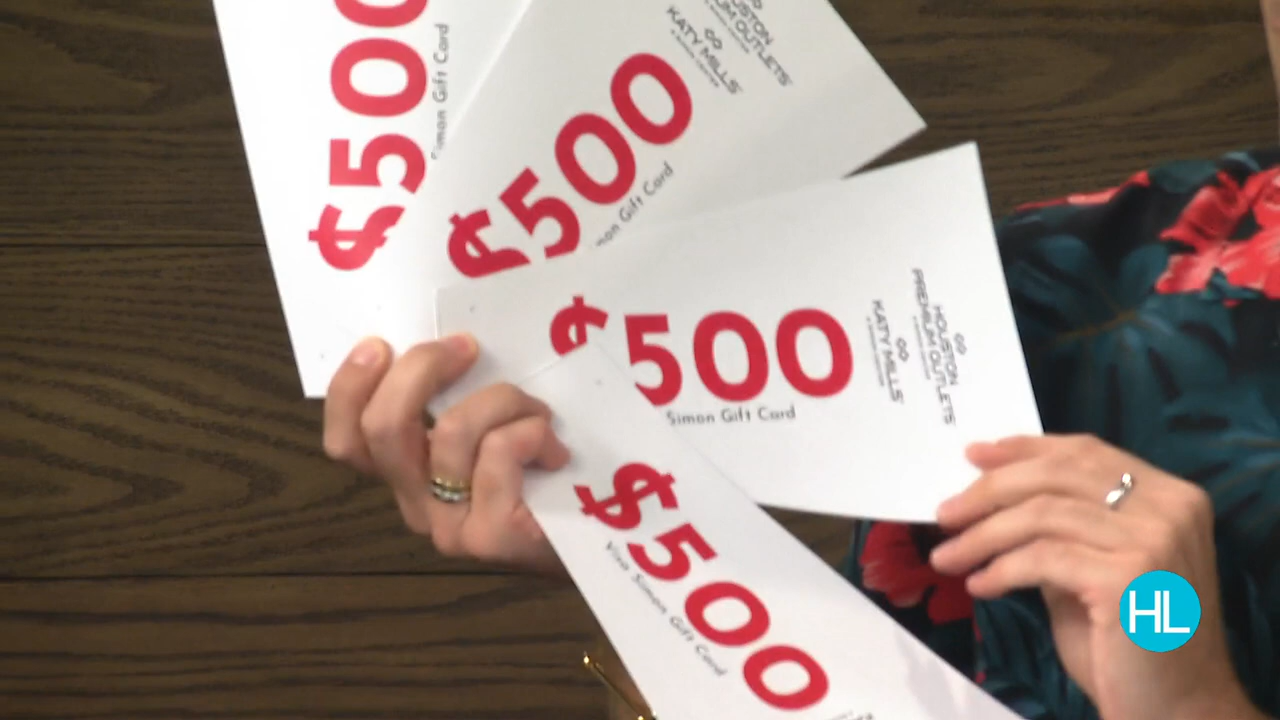 $500
Simon Gift Card
HOUSTON
PREMIUM OUTLETS
KATY MILLS
$500
Simon Gift Card
HOUSTON
PREMIUM OUTLETS
KATY MILLS
$500
Simon Gift Card
$500
Visa Simon Gift Card
HL